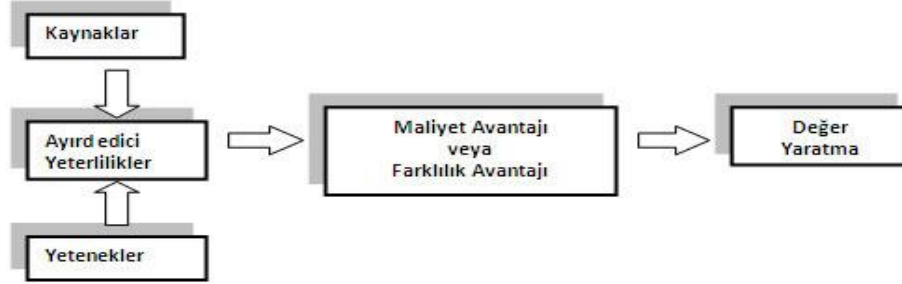 Kaynaklar
Ayırd edici
Yeterlilikler
Yetenekler
Maliyet Avantajı
veya
Farklılık Avantajı
Değer
Yaratma